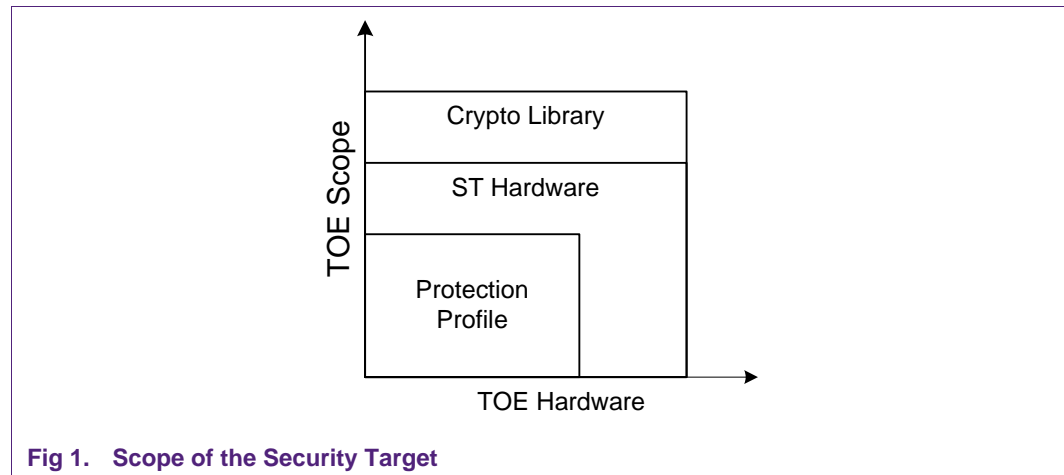 Crypto Library
ST Hardware
Protection
Profile
TOE Scope
TOE Hardware
Fig 1. Scope of the Security Target